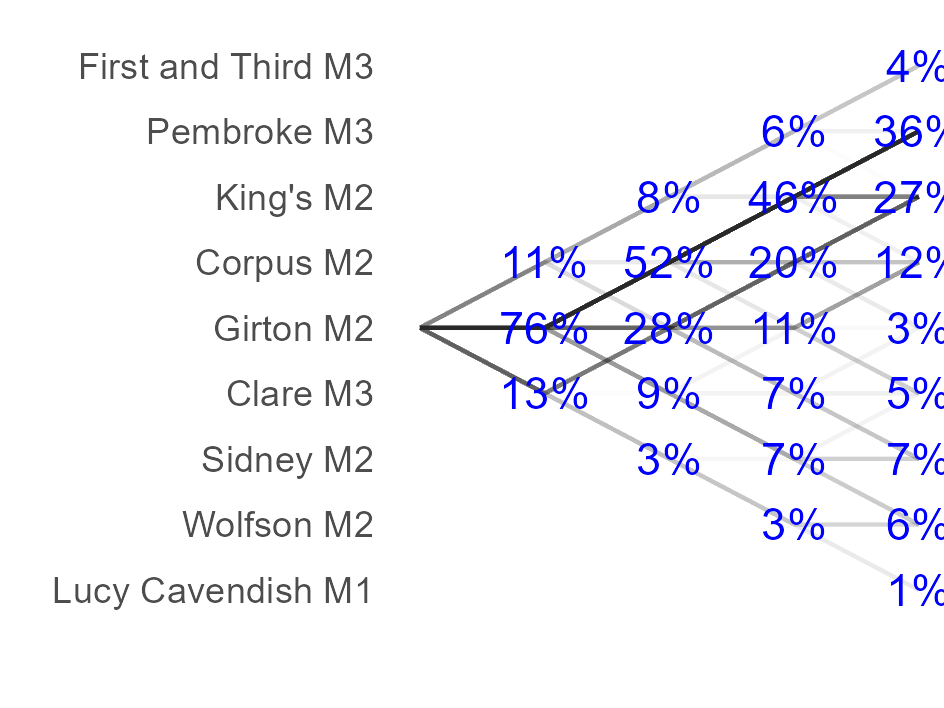 First and Third M3 4%
Pembroke M3 6% 36%
King's M2 8% 46% 27%
Corpus M2 11% 52% 20% 12%
Girton M2 76% 28% 11% 3%
Clare M3 13% 9% 7% 5%
Sidney M2 3% 7% 7%
Wolfson M2 3% 6%
Lucy Cavendish M1 1%